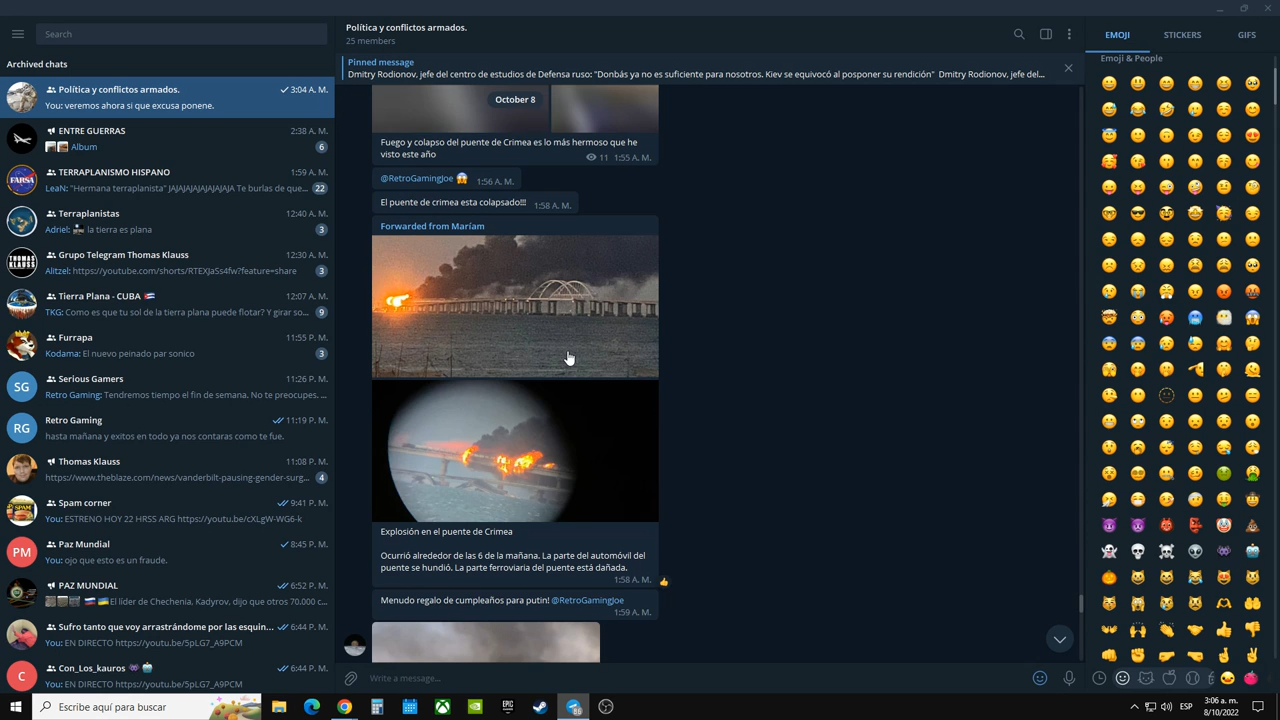 Search
Archived chats
Política y conflictos armados.
3:04 A. M.
You: veremos ahora si que excusa ponene.
ENTRE GUERRAS
2:38 A. M.
Album
6
TERRAPLANISMO HISPANO
1:59 A. M.
LeaN: "Hermana terraplanista" JAJAJAJAJAJAJAJA Te burlas de que...
22
Terraplanistas
12:40 A. M.
Adriel: 🚂 la tierra es plana
3
Grupo Telegram Thomas Klauss
12:30 A. M.
Alitzel: https://youtube.com/shorts/RTEXJaSs4fw?feature=share
3
Tierra Plana - CUBA 🇨🇺
12:07 A. M.
TKG: Como es que tu sol de la tierra plana puede flotar? Y girar so...
9
Furrapa
11:55 P. M.
Kodama: El nuevo peinado par sonico
3
SG
Serious Gamers
11:26 P. M.
Retro Gaming: Tendremos tiempo el fin de semana. No te preocupes. ...
RG
Retro Gaming
11:19 P. M.
hasta mañana y exitos en todo ya nos contaras como te fue.
Thomas Klauss
11:08 P. M.
https://www.theblaze.com/news/vanderbilt-pausing-gender-surg...
4
Spam corner
9:41 P. M.
You: ESTRENO HOY 22 HRSS ARG https://youtu.be/cXLgW-WG6-k
PM
Paz Mundial
8:45 P. M.
You: ojo que esto es un fraude.
PAZ MUNDIAL
6:52 P. M.
El líder de Chechenia, Kadyrov, dijo que otros 70.000 c...
Sufro tanto que voy arrastrándome por las esquin...
6:44 P. M.
You: EN DIRECTO https://youtu.be/5pLG7_A9PCM
C
Con_Los_kauros 👾 🤖
6:44 P. M.
You: EN DIRECTO https://youtu.be/5pLG7_A9PCM
Política y conflictos armados.
25 members
Pinned message
Dmitry Rodionov, jefe del centro de estudios de Defensa ruso: "Donbás ya no es suficiente para nosotros. Kiev se equivocó al posponer su rendición" Dmitry Rodionov, jefe del...
October 8
Fuego y colapso del puente de Crimea es lo más hermoso que he
visto este año
11 1:55 A. M.
@RetroGamingJoe 😱 1:56 A. M.
El puente de crimea esta colapsado!!! 1:58 A. M.
Forwarded from Maríam
Explosión en el puente de Crimea
Ocurrió alrededor de las 6 de la mañana. La parte del automóvil del
puente se hundió. La parte ferroviaria del puente está dañada.
1:58 A. M.
Menudo regalo de cumpleaños para putin! @RetroGamingJoe
1:59 A. M.
Write a message...
EMOJI
STICKERS
GIFS
Emoji & People
Escribe aquí para buscar
EPIC
ESP
3:06 a. m.
8/10/2022